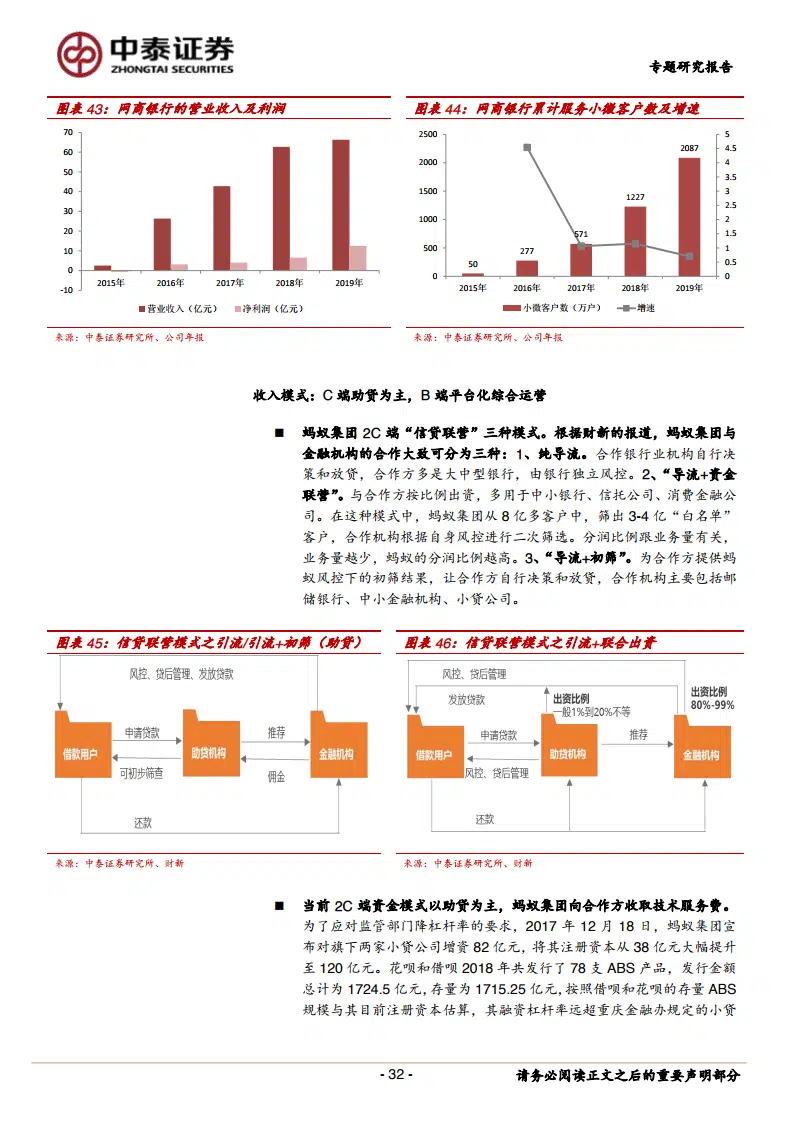 中泰证券
ZHONGTAI SECURITIES
专题研究报告
图表 43：网商银行的营业收入及利润
70
60
50
40
30
20
10
0
-10
2015年 2016年 2017年 2018年 2019年
营业收入（亿元） 净利润（亿元）
来源：中泰证券研究所、公司年报
图表 44：网商银行累计服务小微客户数及增速
2500
2000
1500
1000
500
0
5
4.5
4
3.5
3
2.5
2
1.5
1
0.5
0
50
277
571
1227
2087
2015年 2016年 2017年 2018年 2019年
小微客户数（万户） 增速
来源：中泰证券研究所、公司年报
收入模式：C 端助贷为主，B 端平台化综合运营
■ 蚂蚁集团 2C 端“信贷联营”三种模式。根据财新的报道，蚂蚁集团与
金融机构的合作大致可分为三种：1、纯导流。合作银行业机构自行决
策和放贷，合作方多是大中型银行，由银行独立风控。2、“导流+资金
联营”。与合作方按比例出资，多用于中小银行、信托公司、消费金融公
司。在这种模式中，蚂蚁集团从 8 亿多客户中，筛出 3-4 亿“白名单”
客户，合作机构根据自身风控进行二次筛选。分润比例跟业务量有关，
业务量越少，蚂蚁的分润比例越高。3、“导流+初筛”。为合作方提供蚂
蚁风控下的初筛结果，让合作方自行决策和放贷，合作机构主要包括邮
储银行、中小金融机构、小贷公司。
图表 45：信贷联营模式之引流/引流+初筛（助贷）
风控、贷后管理、发放贷款
借款用户
申请贷款
可初步筛查
助贷机构
推荐
佣金
金融机构
还款
来源：中泰证券研究所、财新
图表 46：信贷联营模式之引流+联合出资
风控、贷后管理
发放贷款
出资比例
一般1%到20%不等
出资比例
80%-99%
借款用户
申请贷款
风控、贷后管理
助贷机构
推荐
金融机构
还款
来源：中泰证券研究所、财新
■ 当前 2C 端资金模式以助贷为主，蚂蚁集团向合作方收取技术服务费。
为了应对监管部门降杠杆率的要求，2017 年 12 月 18 日，蚂蚁集团宣
布对旗下两家小贷公司增资 82 亿元，将其注册资本从 38 亿元大幅提升
至 120 亿元。花呗和借呗 2018 年共发行了 78 支 ABS 产品，发行金额
总计为 1724.5 亿元，存量为 1715.25 亿元，按照借呗和花呗的存量 ABS
规模与其目前注册资本估算，其融资杠杆率远超重庆金融办规定的小贷
- 32 -
请务必阅读正文之后的重要声明部分